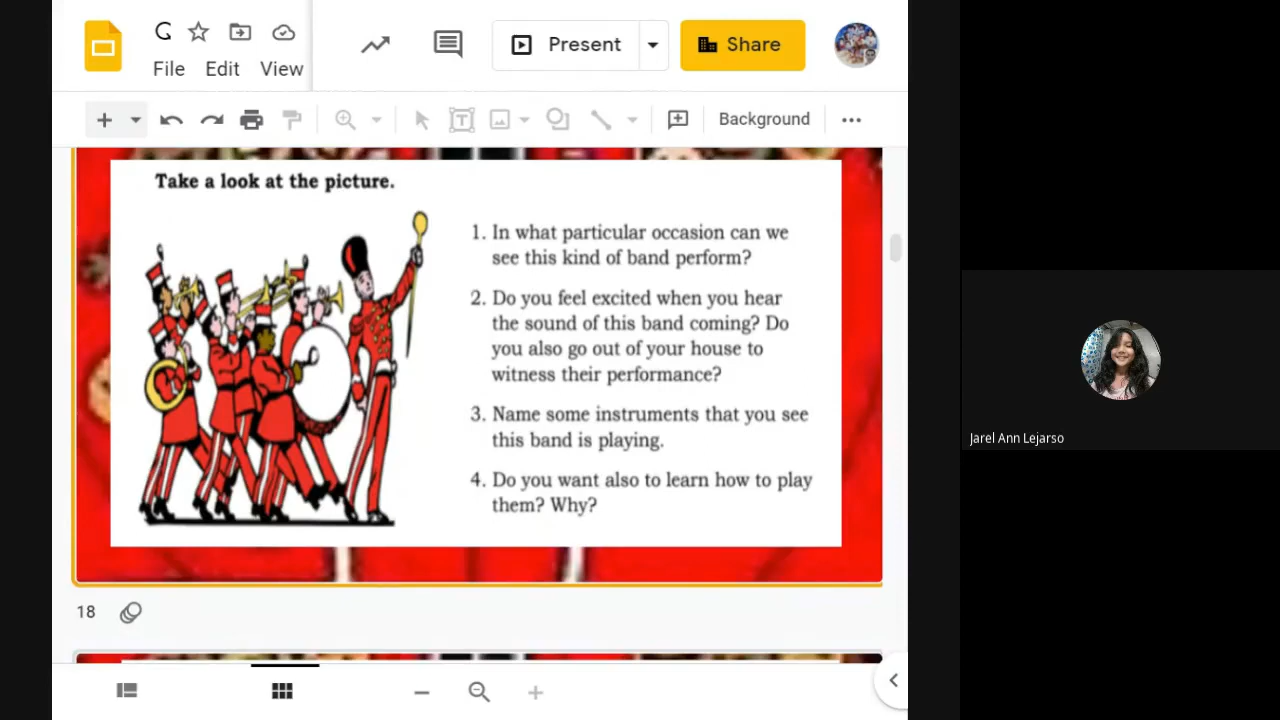 G
File Edit View
Present
Share
Background
Take a look at the picture.
1. In what particular occasion can we
see this kind of band perform?
2. Do you feel excited when you hear
the sound of this band coming? Do
you also go out of your house to
witness their performance?
3. Name some instruments that you see
this band is playing.
4. Do you want also to learn how to play
them? Why?
18
Jarel Ann Lejarso